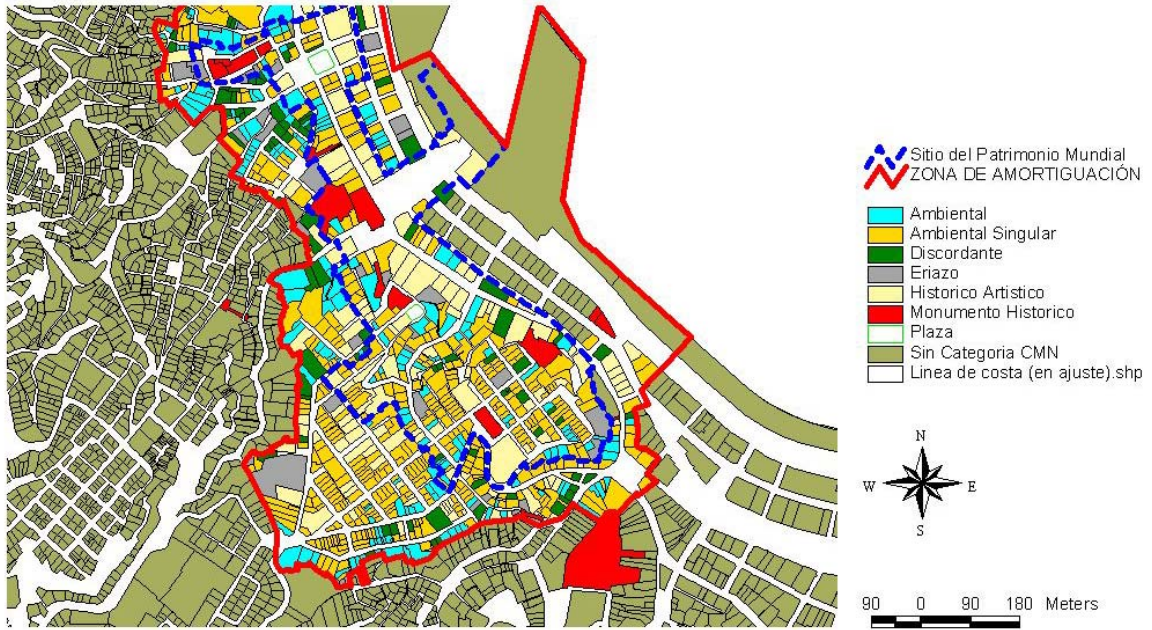 Sitio del Patrimonio Mundial
ZONA DE AMORTIGUACIÓN
Ambiental
Ambiental Singular
Discordante
Eriazo
Historico Artistico
Monumento Historico
Plaza
Sin Categoria CMN
Linea de costa (en ajuste).shp
N
W E
S
90 0 90 180 Meters